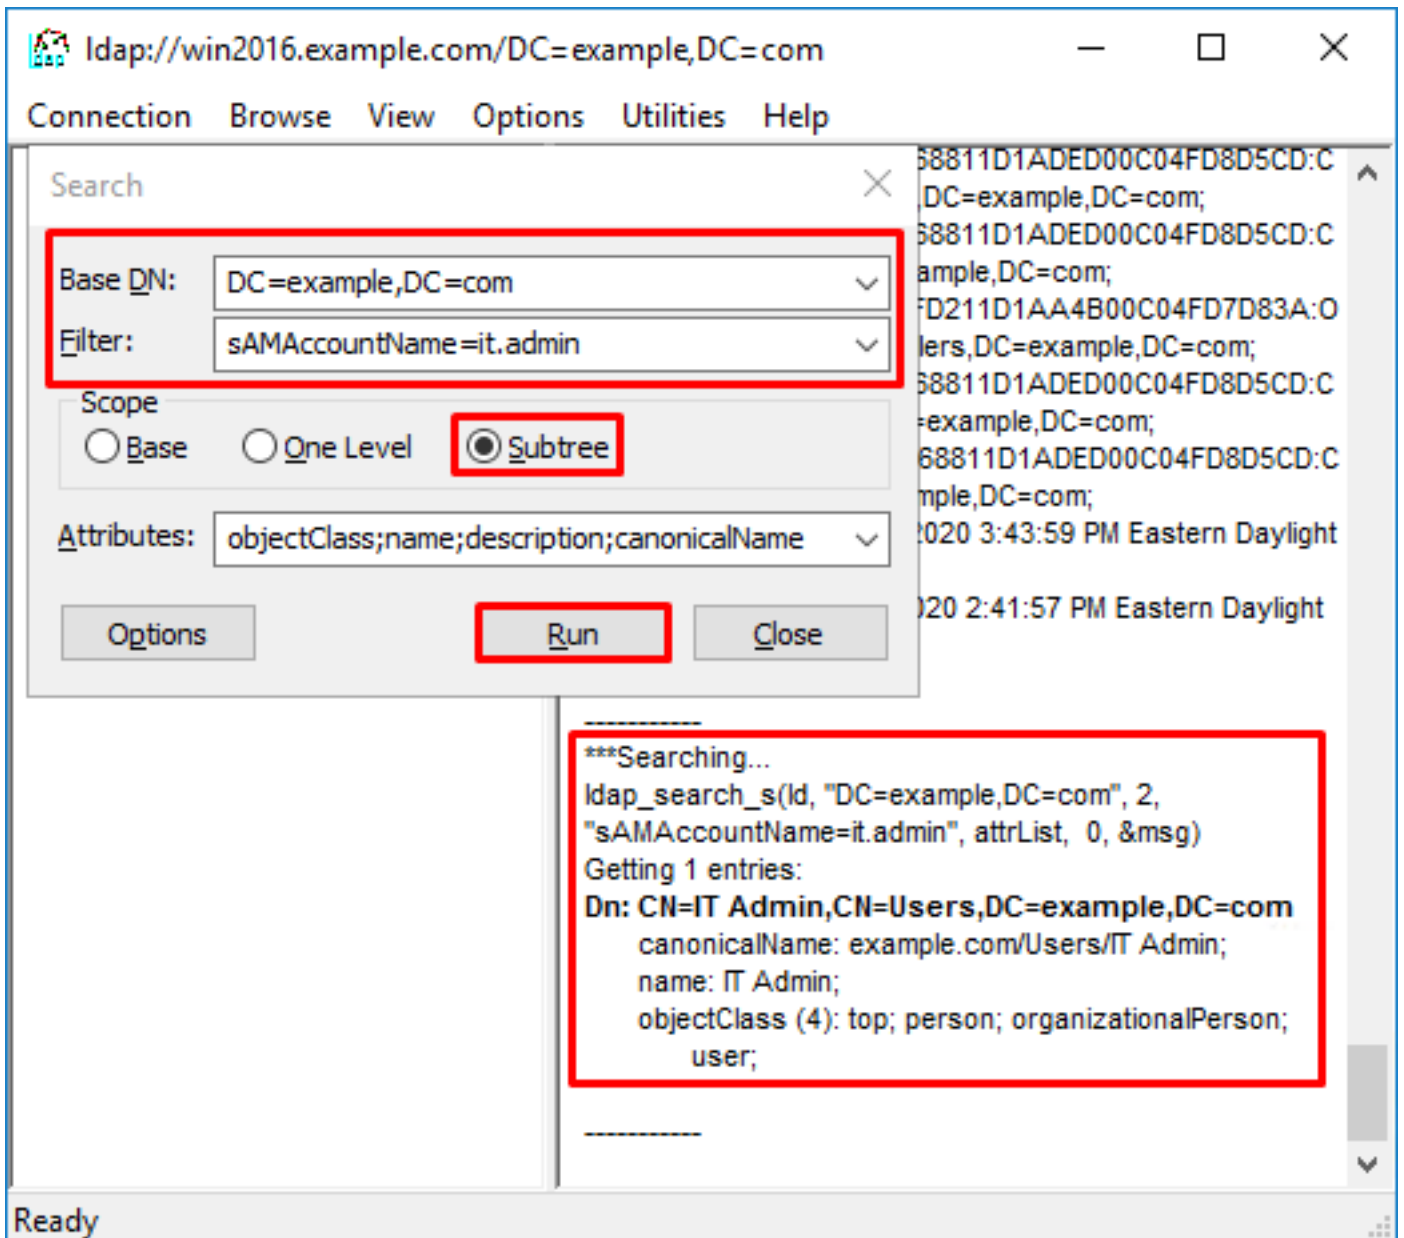 ldap://win2016.example.com/DC=example,DC=com
Connection Browse View Options Utilities Help
Search
Base DN: DC=example,DC=com
Filter: sAMAccountName=it.admin
Scope
Base One Level Subtree
Attributes: objectClass;name;description;canonicalName
Options Run Close
68811D1ADED00C04FD8D5CD:C
,DC=example,DC=com;
68811D1ADED00C04FD8D5CD:C
ample,DC=com;
FD211D1AA4B00C04FD7D83A:O
lers,DC=example,DC=com;
68811D1ADED00C04FD8D5CD:C
=example,DC=com;
68811D1ADED00C04FD8D5CD:C
mple,DC=com;
2020 3:43:59 PM Eastern Daylight
2:41:57 PM Eastern Daylight
-----------
***Searching...
ldap_search_s(ld, "DC=example,DC=com", 2,
"sAMAccountName=it.admin", attrList, 0, &msg)
Getting 1 entries:
Dn: CN=IT Admin,CN=Users,DC=example,DC=com
canonicalName: example.com/Users/IT Admin;
name: IT Admin;
objectClass (4): top; person; organizationalPerson;
user;
-----------
Ready